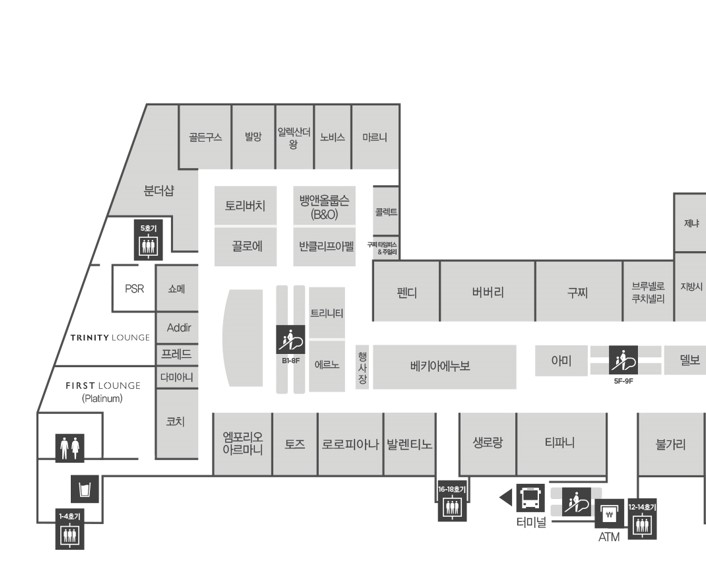 골든구스
발망
알렉산더
왕
노비스
마르니
분더샵
토리버치
뱅앤올룹슨
(B&O)
콜렉트
제냐
5호기
끌로에
반클리프아펠
구찌 타임피스
& 주얼리
PSR
쇼메
펜디
버버리
구찌
브루넬로
쿠치넬리
지방시
트리니티
Addir
TRINITY LOUNGE
프레드
B1-8F
에르노
행
사
장
베키아에누보
아미
5F-9F
델보
다미아니
FIRST LOUNGE
(Platinum)
코치
엠포리오
아르마니
토즈
로로피아나
발렌티노
생로랑
티파니
불가리
16-18호기
1-4호기
터미널
₩
ATM
12-14호기